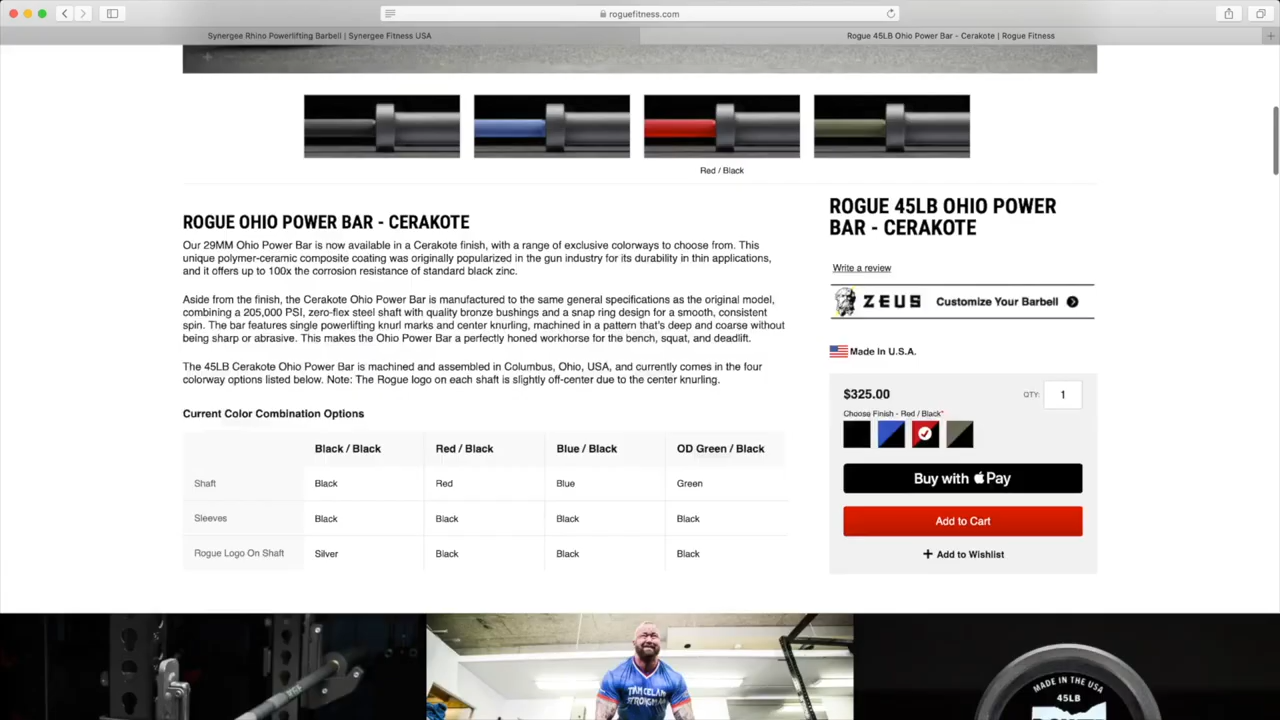 roguefitness.com
Synergee Rhino Powerlifting Barbell | Synergee Fitness USA
Rogue 45LB Ohio Power Bar - Cerakote | Rogue Fitness
Red / Black
ROGUE OHIO POWER BAR - CERAKOTE
Our 29MM Ohio Power Bar is now available in a Cerakote finish, with a range of exclusive colorways to choose from. This
unique polymer-ceramic composite coating was originally popularized in the gun industry for its durability in thin applications,
and it offers up to 100x the corrosion resistance of standard black zinc.
Aside from the finish, the Cerakote Ohio Power Bar is manufactured to the same general specifications as the original model,
combining a 205,000 PSI, zero-flex steel shaft with quality bronze bushings and a snap ring design for a smooth, consistent
spin. The bar features single powerlifting knurl marks and center knurling, machined in a pattern that's deep and coarse without
being sharp or abrasive. This makes the Ohio Power Bar a perfectly honed workhorse for the bench, squat, and deadlift.
The 45LB Cerakote Ohio Power Bar is machined and assembled in Columbus, Ohio, USA, and currently comes in the four
colorway options listed below. Note: The Rogue logo on each shaft is slightly off-center due to the center knurling.
Current Color Combination Options
Black / Black Red / Black Blue / Black OD Green / Black
Shaft Black Red Blue Green
Sleeves Black Black Black Black
Rogue Logo On Shaft Silver Black Black Black
ROGUE 45LB OHIO POWER
BAR - CERAKOTE
Write a review
ZEUS Customize Your Barbell
Made In U.S.A.
$325.00 QTY: 1
Choose Finish - Red / Black*
Buy with Pay
Add to Cart
+ Add to Wishlist
TEAM CELAM
STRONGMAN
MADE IN THE USA
45LB